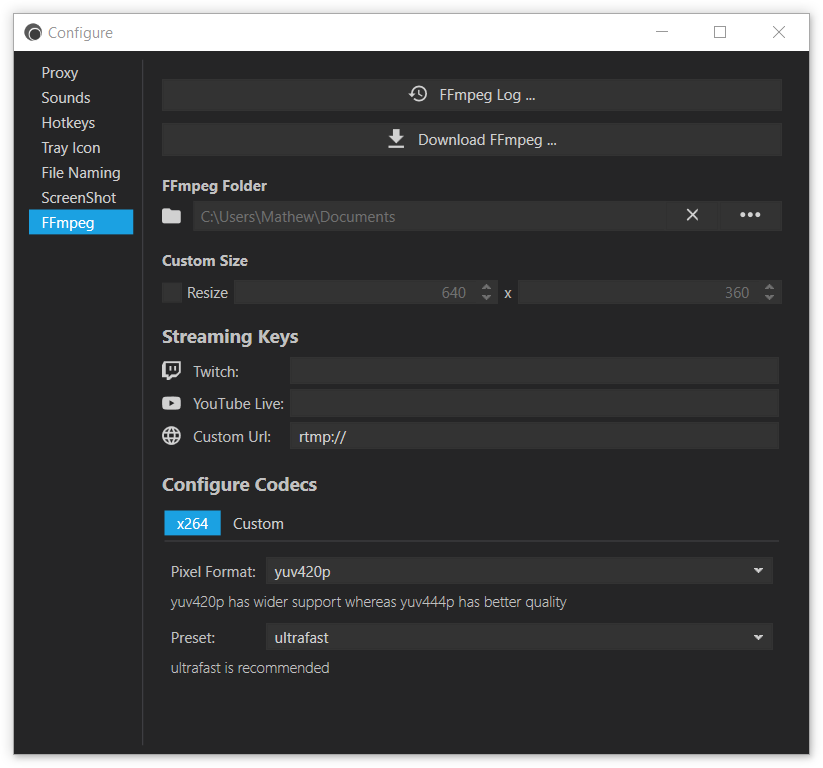 Configure
Proxy
Sounds
Hotkeys
Tray Icon
File Naming
ScreenShot
FFmpeg
FFmpeg Log ...
Download FFmpeg ...
FFmpeg Folder
C:\Users\Mathew\Documents
Custom Size
Resize 640 x 360
Streaming Keys
Twitch:
YouTube Live:
Custom Url: rtmp://
Configure Codecs
x264 Custom
Pixel Format: yuv420p
yuv420p has wider support whereas yuv444p has better quality
Preset: ultrafast
ultrafast is recommended